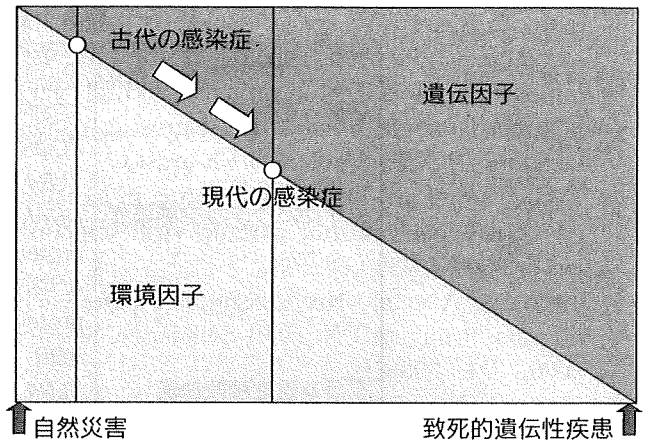 古代の感染症
遺伝因子
現代の感染症
環境因子
自然災害
致死的遺伝性疾患